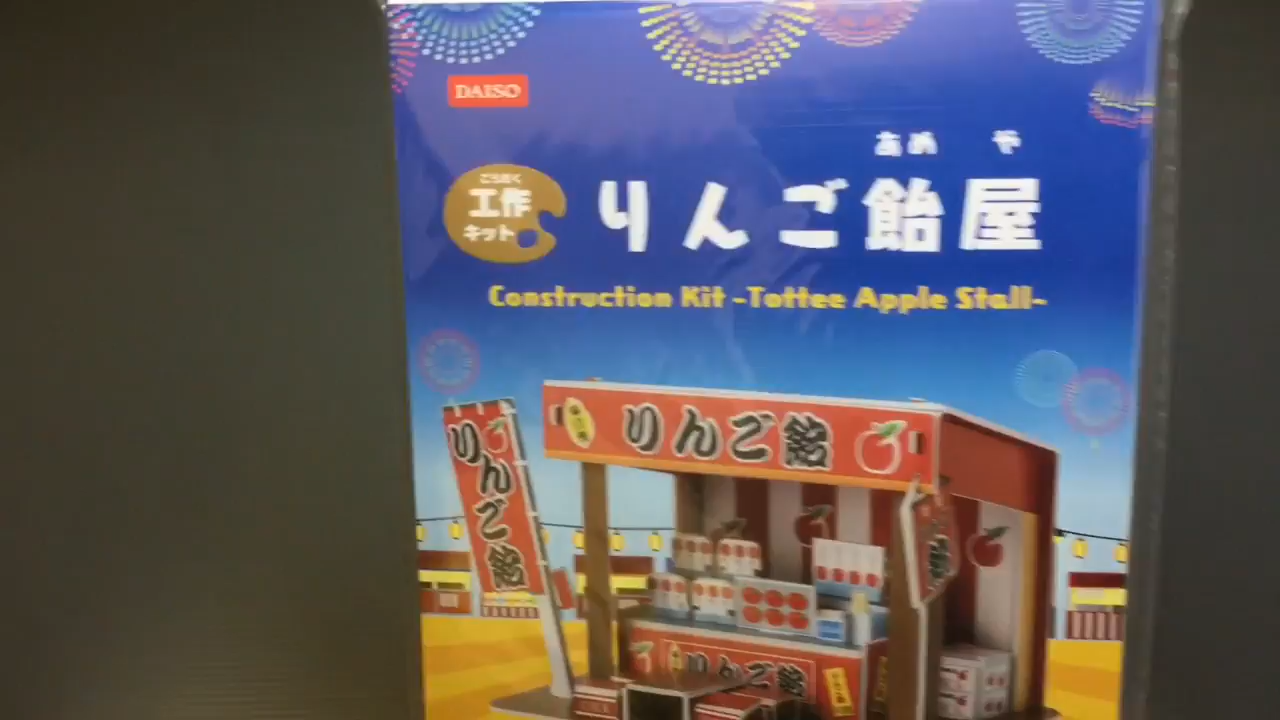 DAISO
あめ や
こうさく
工作
キット
りんご飴屋
Construction Kit -Toffee Apple Stall-
りんご飴
りんご飴
りんご飴